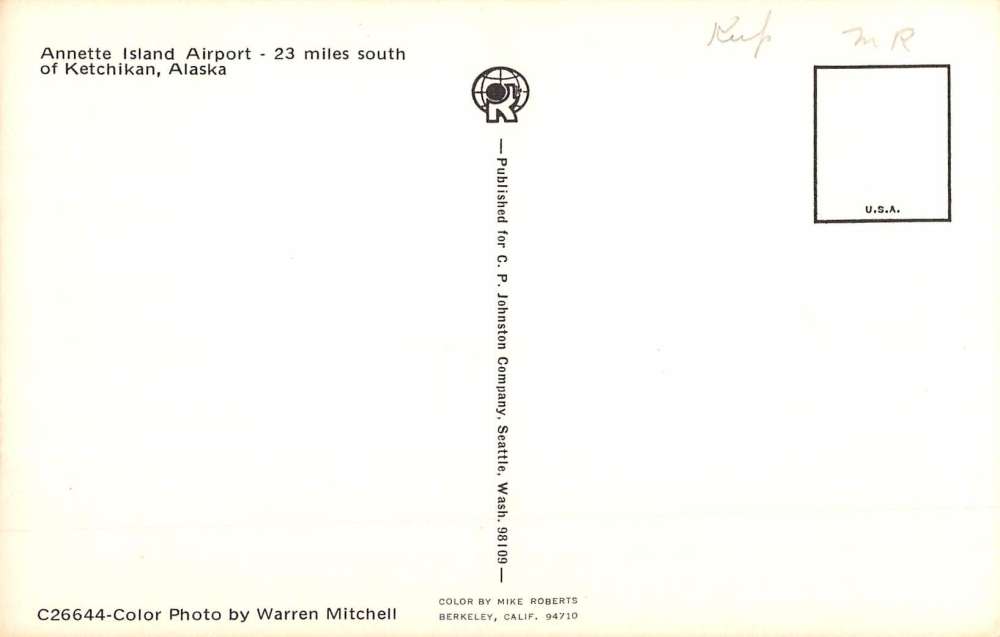 Annette Island Airport - 23 miles south
of Ketchikan, Alaska
M R
U.S.A.
—Published for C. P. Johnston Company, Seattle, Wash. 98109—
C26644-Color Photo by Warren Mitchell
COLOR BY MIKE ROBERTS
BERKELEY, CALIF. 94710